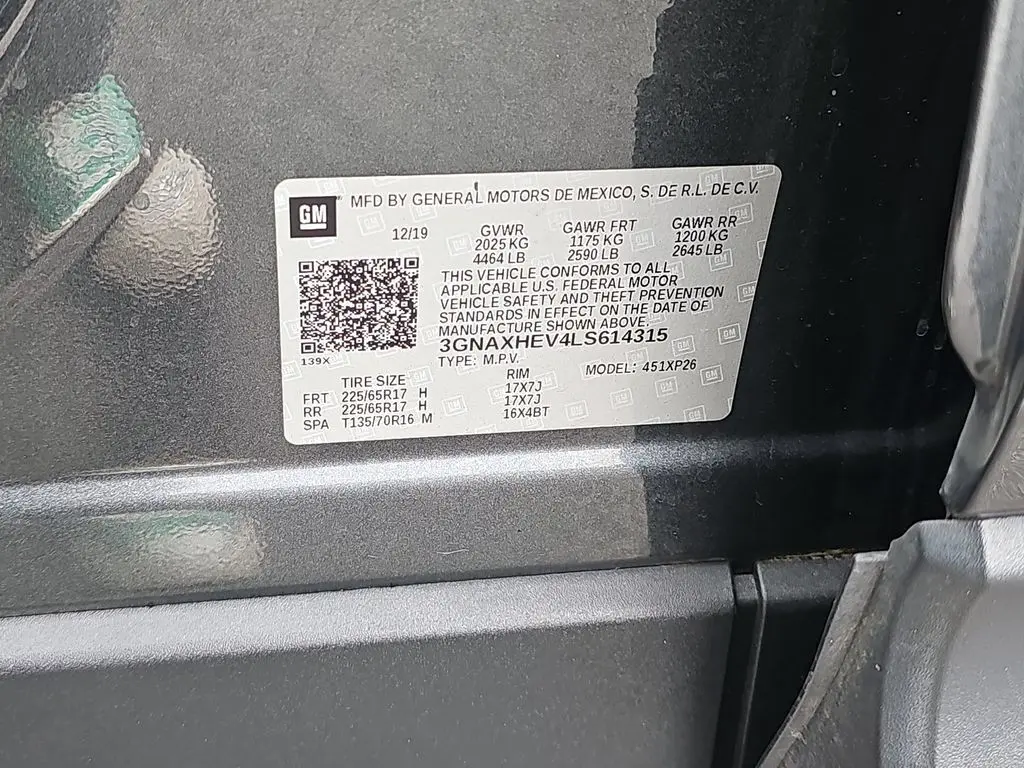 GM
MFD BY GENERAL MOTORS DE MEXICO, S. DE R.L. DE C.V.
12/19 GVWR GAWR FRT GAWR RR
2025 KG 1175 KG 1200 KG
4464 LB 2590 LB 2645 LB
THIS VEHICLE CONFORMS TO ALL
APPLICABLE U.S. FEDERAL MOTOR
VEHICLE SAFETY AND THEFT PREVENTION
STANDARDS IN EFFECT ON THE DATE OF
MANUFACTURE SHOWN ABOVE.
3GNAXHEV4LS614315
139X
TYPE: M.P.V. MODEL: 451XP26
TIRE SIZE RIM
FRT 225/65R17 H 17X7J
RR 225/65R17 H 17X7J
SPA T135/70R16 M 16X4BT